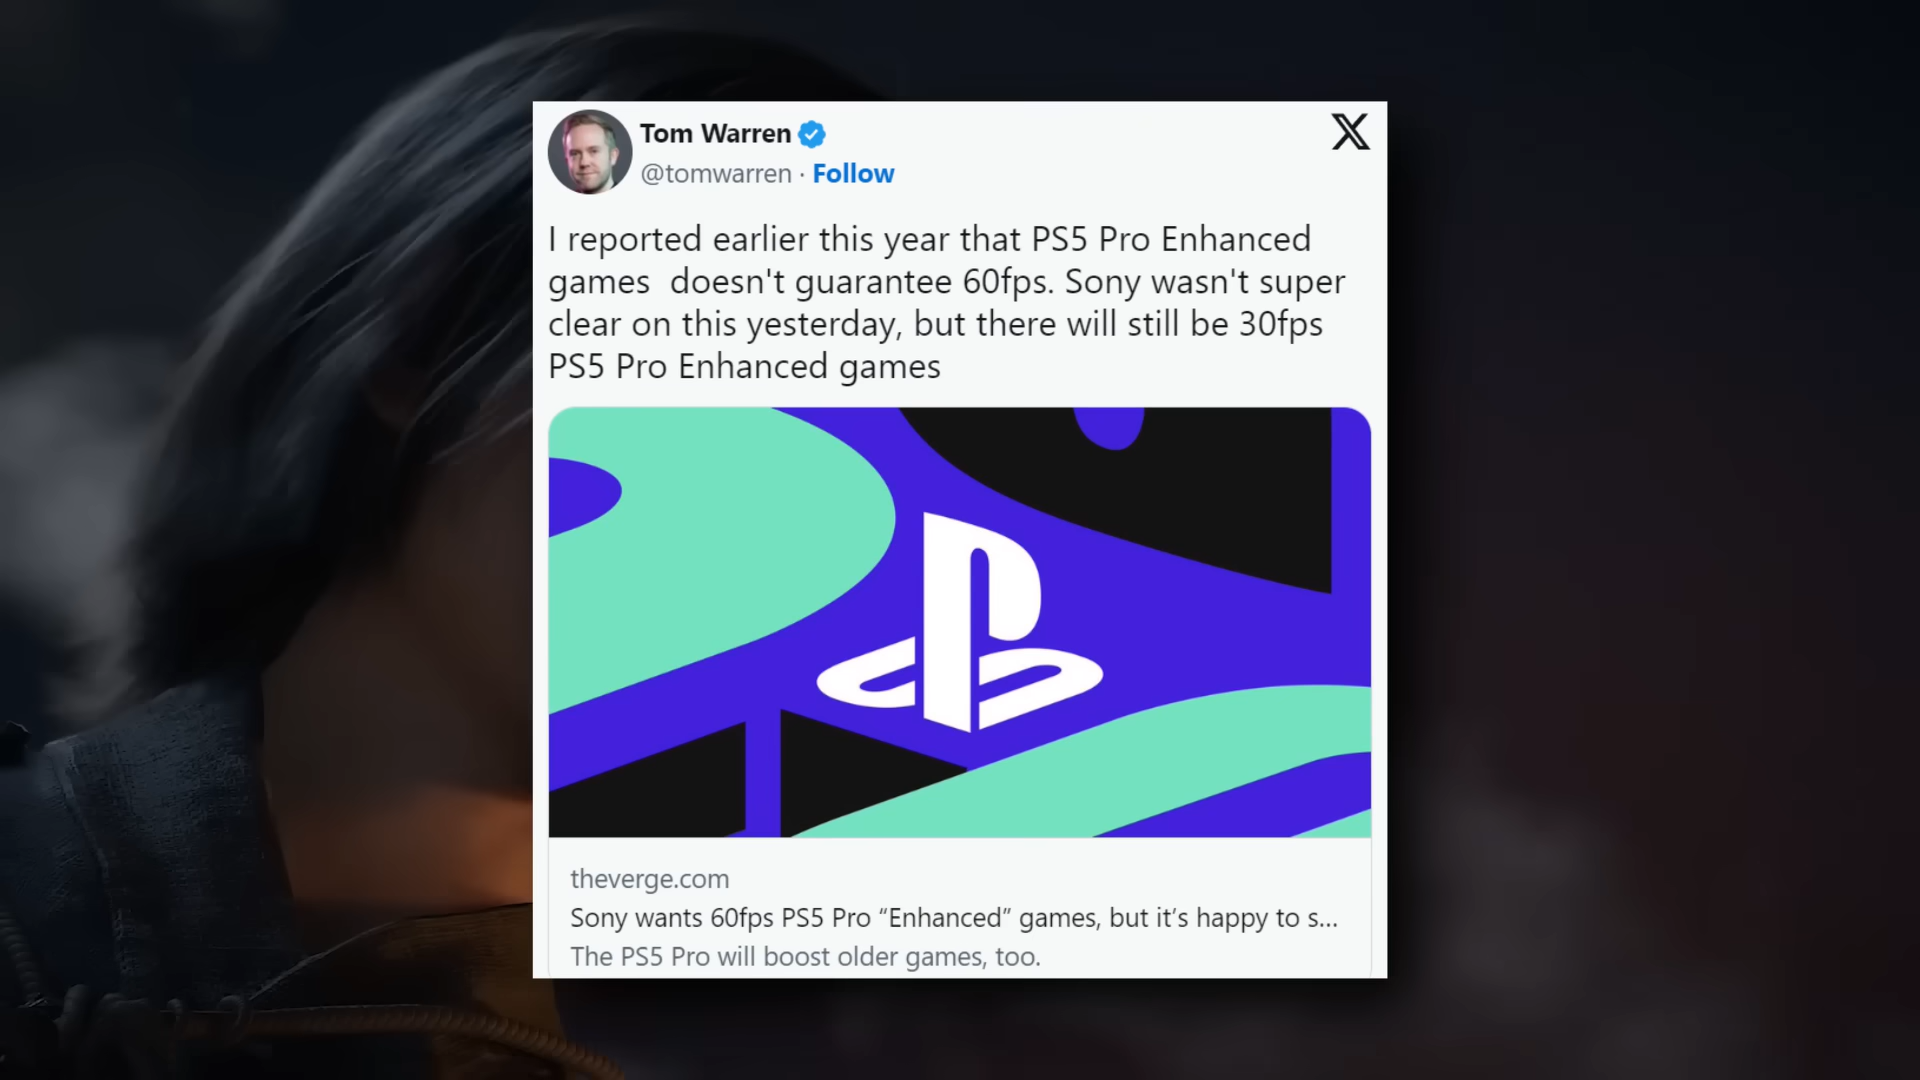 Tom Warren
@tomwarren · Follow
I reported earlier this year that PS5 Pro Enhanced
games  doesn't guarantee 60fps. Sony wasn't super
clear on this yesterday, but there will still be 30fps
PS5 Pro Enhanced games
theverge.com
Sony wants 60fps PS5 Pro “Enhanced” games, but it’s happy to s...
The PS5 Pro will boost older games, too.